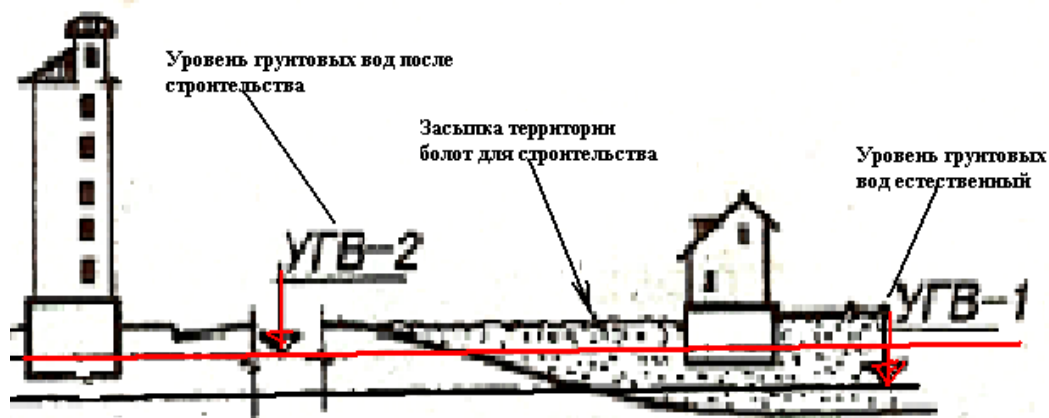 Уровень грунтовых вод после
строительства
Засыпка территории
болот для строительства
Уровень грунтовых
вод естественный
УГВ-2
УГВ-1